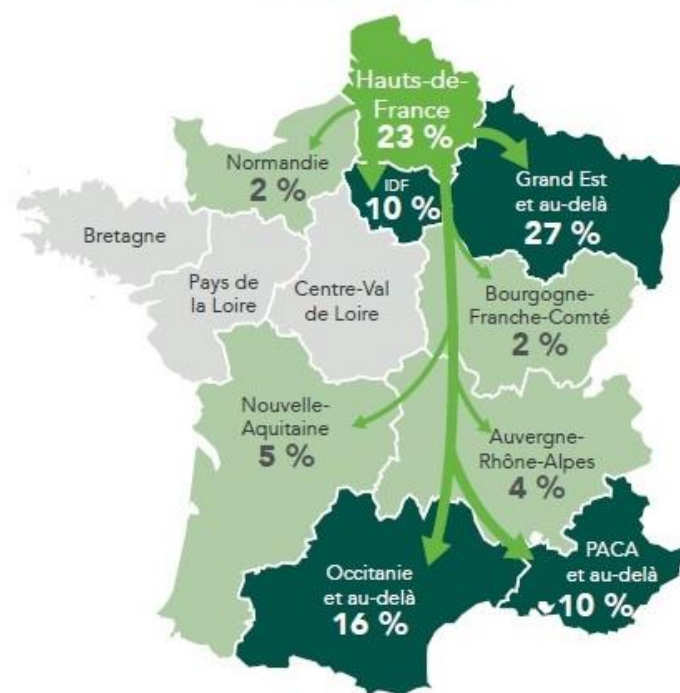 Hauts-de-
France
23 %
Normandie
2 %
IDF
10 %
Grand Est
et au-delà
27 %
Bretagne
Pays de
la Loire
Centre-Val
de Loire
Bourgogne-
Franche-Comté
2 %
Nouvelle-
Aquitaine
5 %
Auvergne-
Rhône-Alpes
4 %
Occitanie
et au-delà
16 %
PACA
et au-delà
10 %